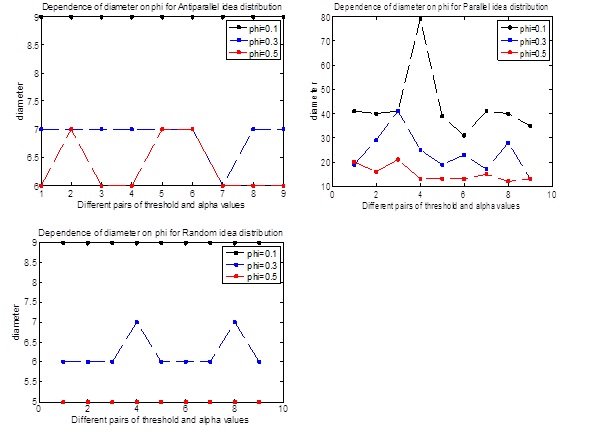 Dependence of diameter on phi for Antiparallel idea distribution
9
8.5
8
7.5
7
6.5
6
diameter
phi=0.1
phi=0.3
phi=0.5
1 2 3 4 5 6 7 8 9
Different pairs of threshold and alpha values
Dependence of diameter on phi for Parallel idea distribution
80
70
60
50
40
30
20
10
diameter
phi=0.1
phi=0.3
phi=0.5
0 2 4 6 8 10
Different pairs of threshold and alpha values
Dependence of diameter on phi for Random idea distribution
9
8.5
8
7.5
7
6.5
6
5.5
5
diameter
phi=0.1
phi=0.3
phi=0.5
0 2 4 6 8 10
Different pairs of threshold and alpha values